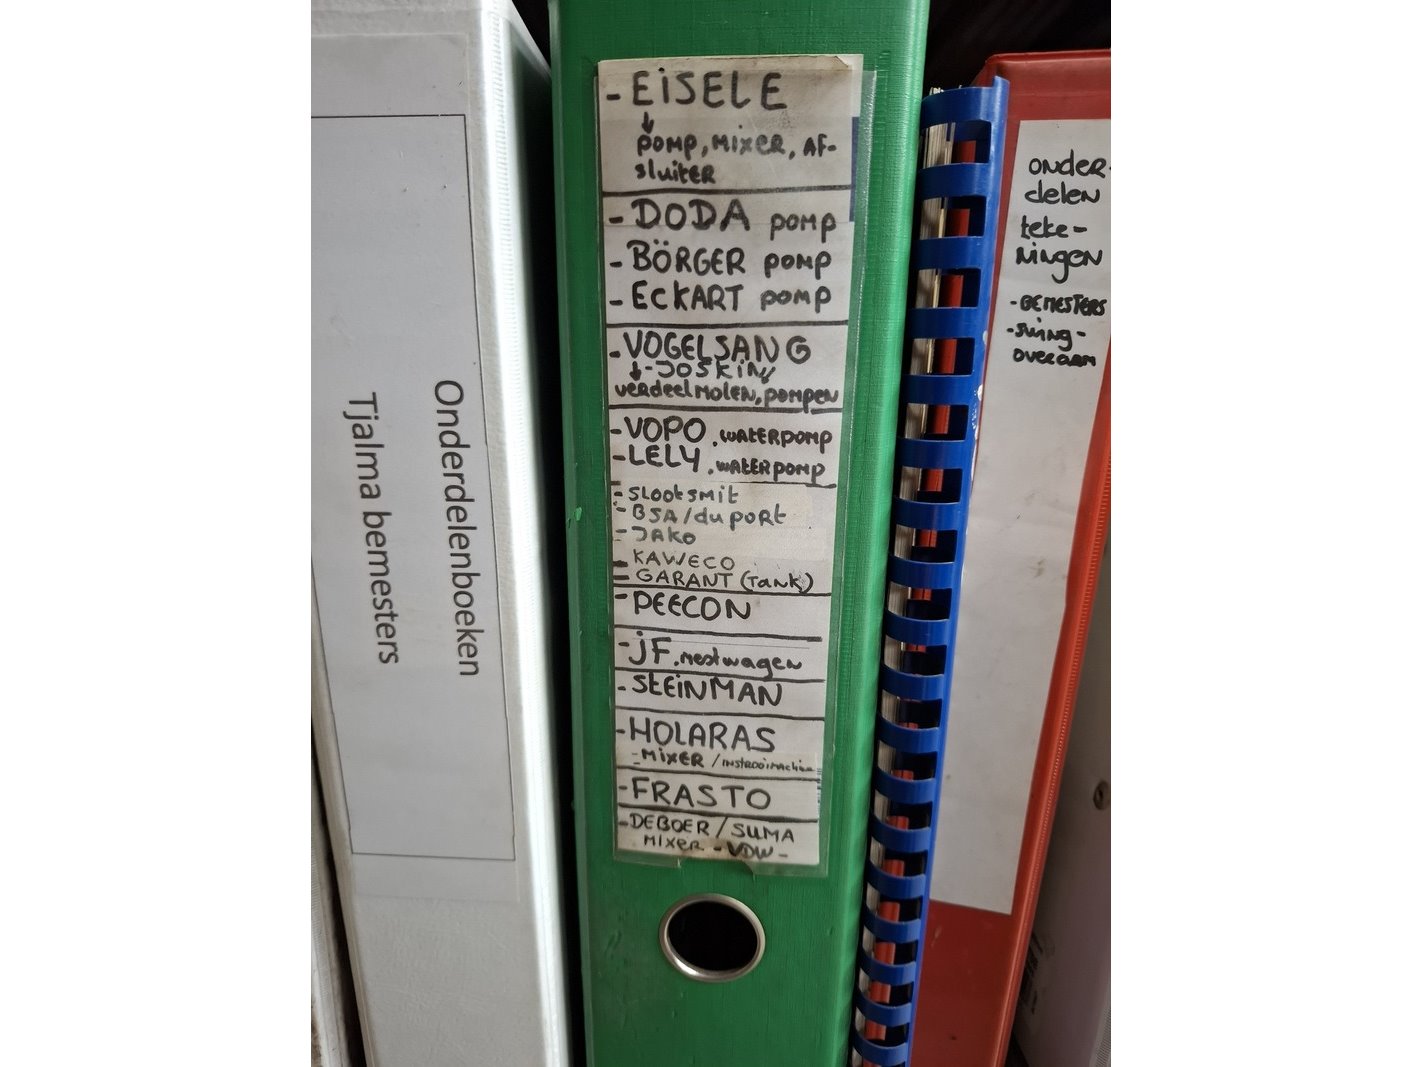 Onderdelenboeken
Tjalma bemesters
- EISELE
pomp, mixer, af-
sluiter
- DODA pomp
- BÖRGER pomp
- ECKART pomp
- VOGELSANG
- JOSKIN
verdeelmolen, pompen
- VOPO . waterpomp
- LELY . waterpomp
- slootsmit
- BSA/duport
- JAKO
- KAWECO
- GARANT (tank)
- PEECON
- jF . mestwagen
- STEINMAN
- HOLARAS
- MIXER / instrooimachine
- FRASTO
- DEBOER / SUMA
mixer - VDW -
onder-
delen
teke-
ningen
- BEMESTERS
- swing-
overaam